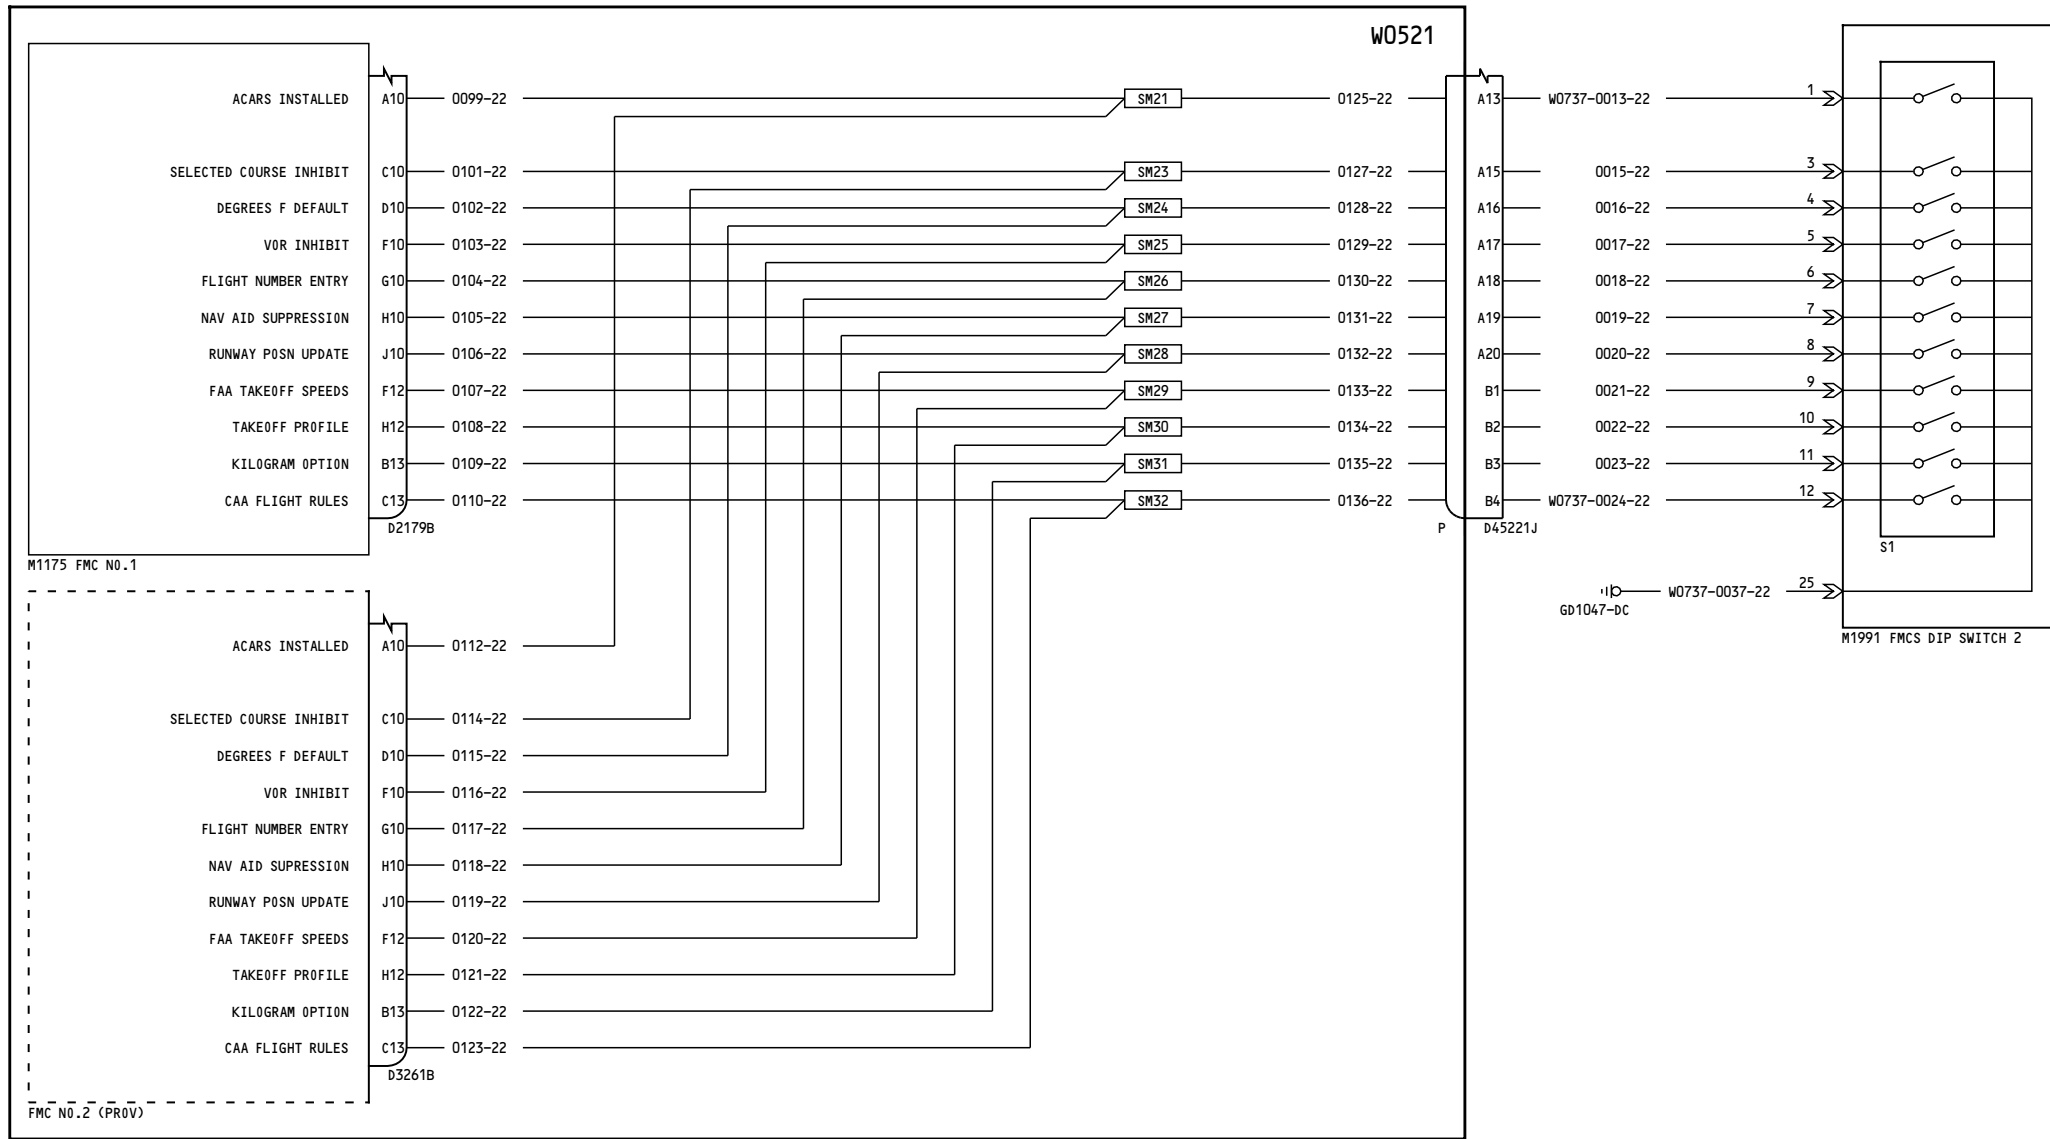 W0521
ACARS INSTALLED A10 0099-22 SM21 0125-22 A13 W0737-0013-22 1
SELECTED COURSE INHIBIT C10 0101-22 SM23 0127-22 A15 0015-22 3
DEGREES F DEFAULT D10 0102-22 SM24 0128-22 A16 0016-22 4
VOR INHIBIT F10 0103-22 SM25 0129-22 A17 0017-22 5
FLIGHT NUMBER ENTRY G10 0104-22 SM26 0130-22 A18 0018-22 6
NAV AID SUPPRESSION H10 0105-22 SM27 0131-22 A19 0019-22 7
RUNWAY POSN UPDATE J10 0106-22 SM28 0132-22 A20 0020-22 8
FAA TAKEOFF SPEEDS F12 0107-22 SM29 0133-22 B1 0021-22 9
TAKEOFF PROFILE H12 0108-22 SM30 0134-22 B2 0022-22 10
KILOGRAM OPTION B13 0109-22 SM31 0135-22 B3 0023-22 11
CAA FLIGHT RULES C13 0110-22 SM32 0136-22 B4 W0737-0024-22 12
D2179B P D45221J
S1
M1175 FMC NO.1
W0737-0037-22 25
GD1047-DC
M1991 FMCS DIP SWITCH 2
ACARS INSTALLED A10 0112-22
SELECTED COURSE INHIBIT C10 0114-22
DEGREES F DEFAULT D10 0115-22
VOR INHIBIT F10 0116-22
FLIGHT NUMBER ENTRY G10 0117-22
NAV AID SUPRESSION H10 0118-22
RUNWAY POSN UPDATE J10 0119-22
FAA TAKEOFF SPEEDS F12 0120-22
TAKEOFF PROFILE H12 0121-22
KILOGRAM OPTION B13 0122-22
CAA FLIGHT RULES C13 0123-22
D3261B
FMC NO.2 (PROV)